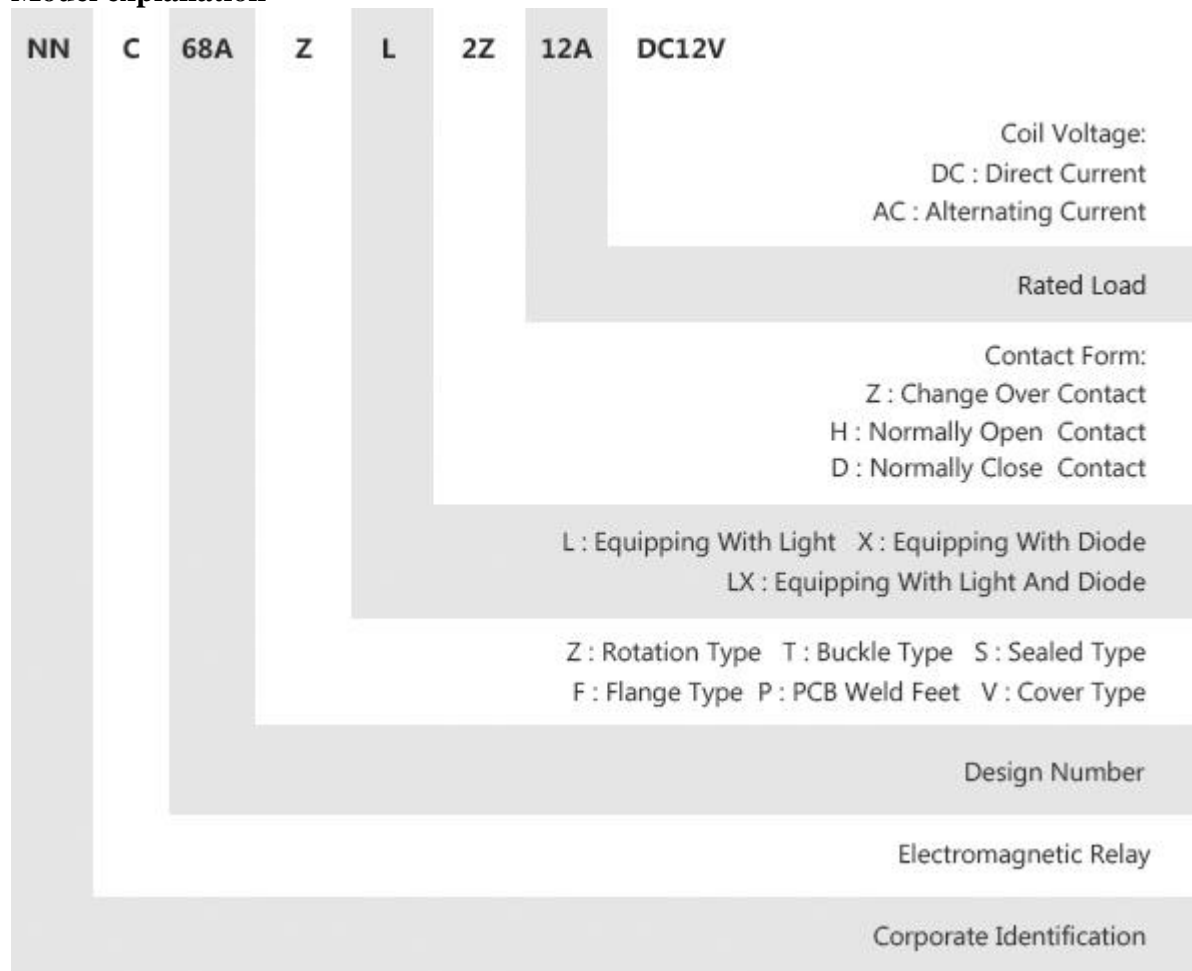 Model explanation
NN C 68A Z L 2Z 12A DC12V
Coil Voltage:
DC : Direct Current
AC : Alternating Current
Rated Load
Contact Form:
Z : Change Over Contact
H : Normally Open Contact
D : Normally Close Contact
L : Equipping With Light X : Equipping With Diode
LX : Equipping With Light And Diode
Z : Rotation Type T : Buckle Type S : Sealed Type
F : Flange Type P : PCB Weld Feet V : Cover Type
Design Number
Electromagnetic Relay
Corporate Identification